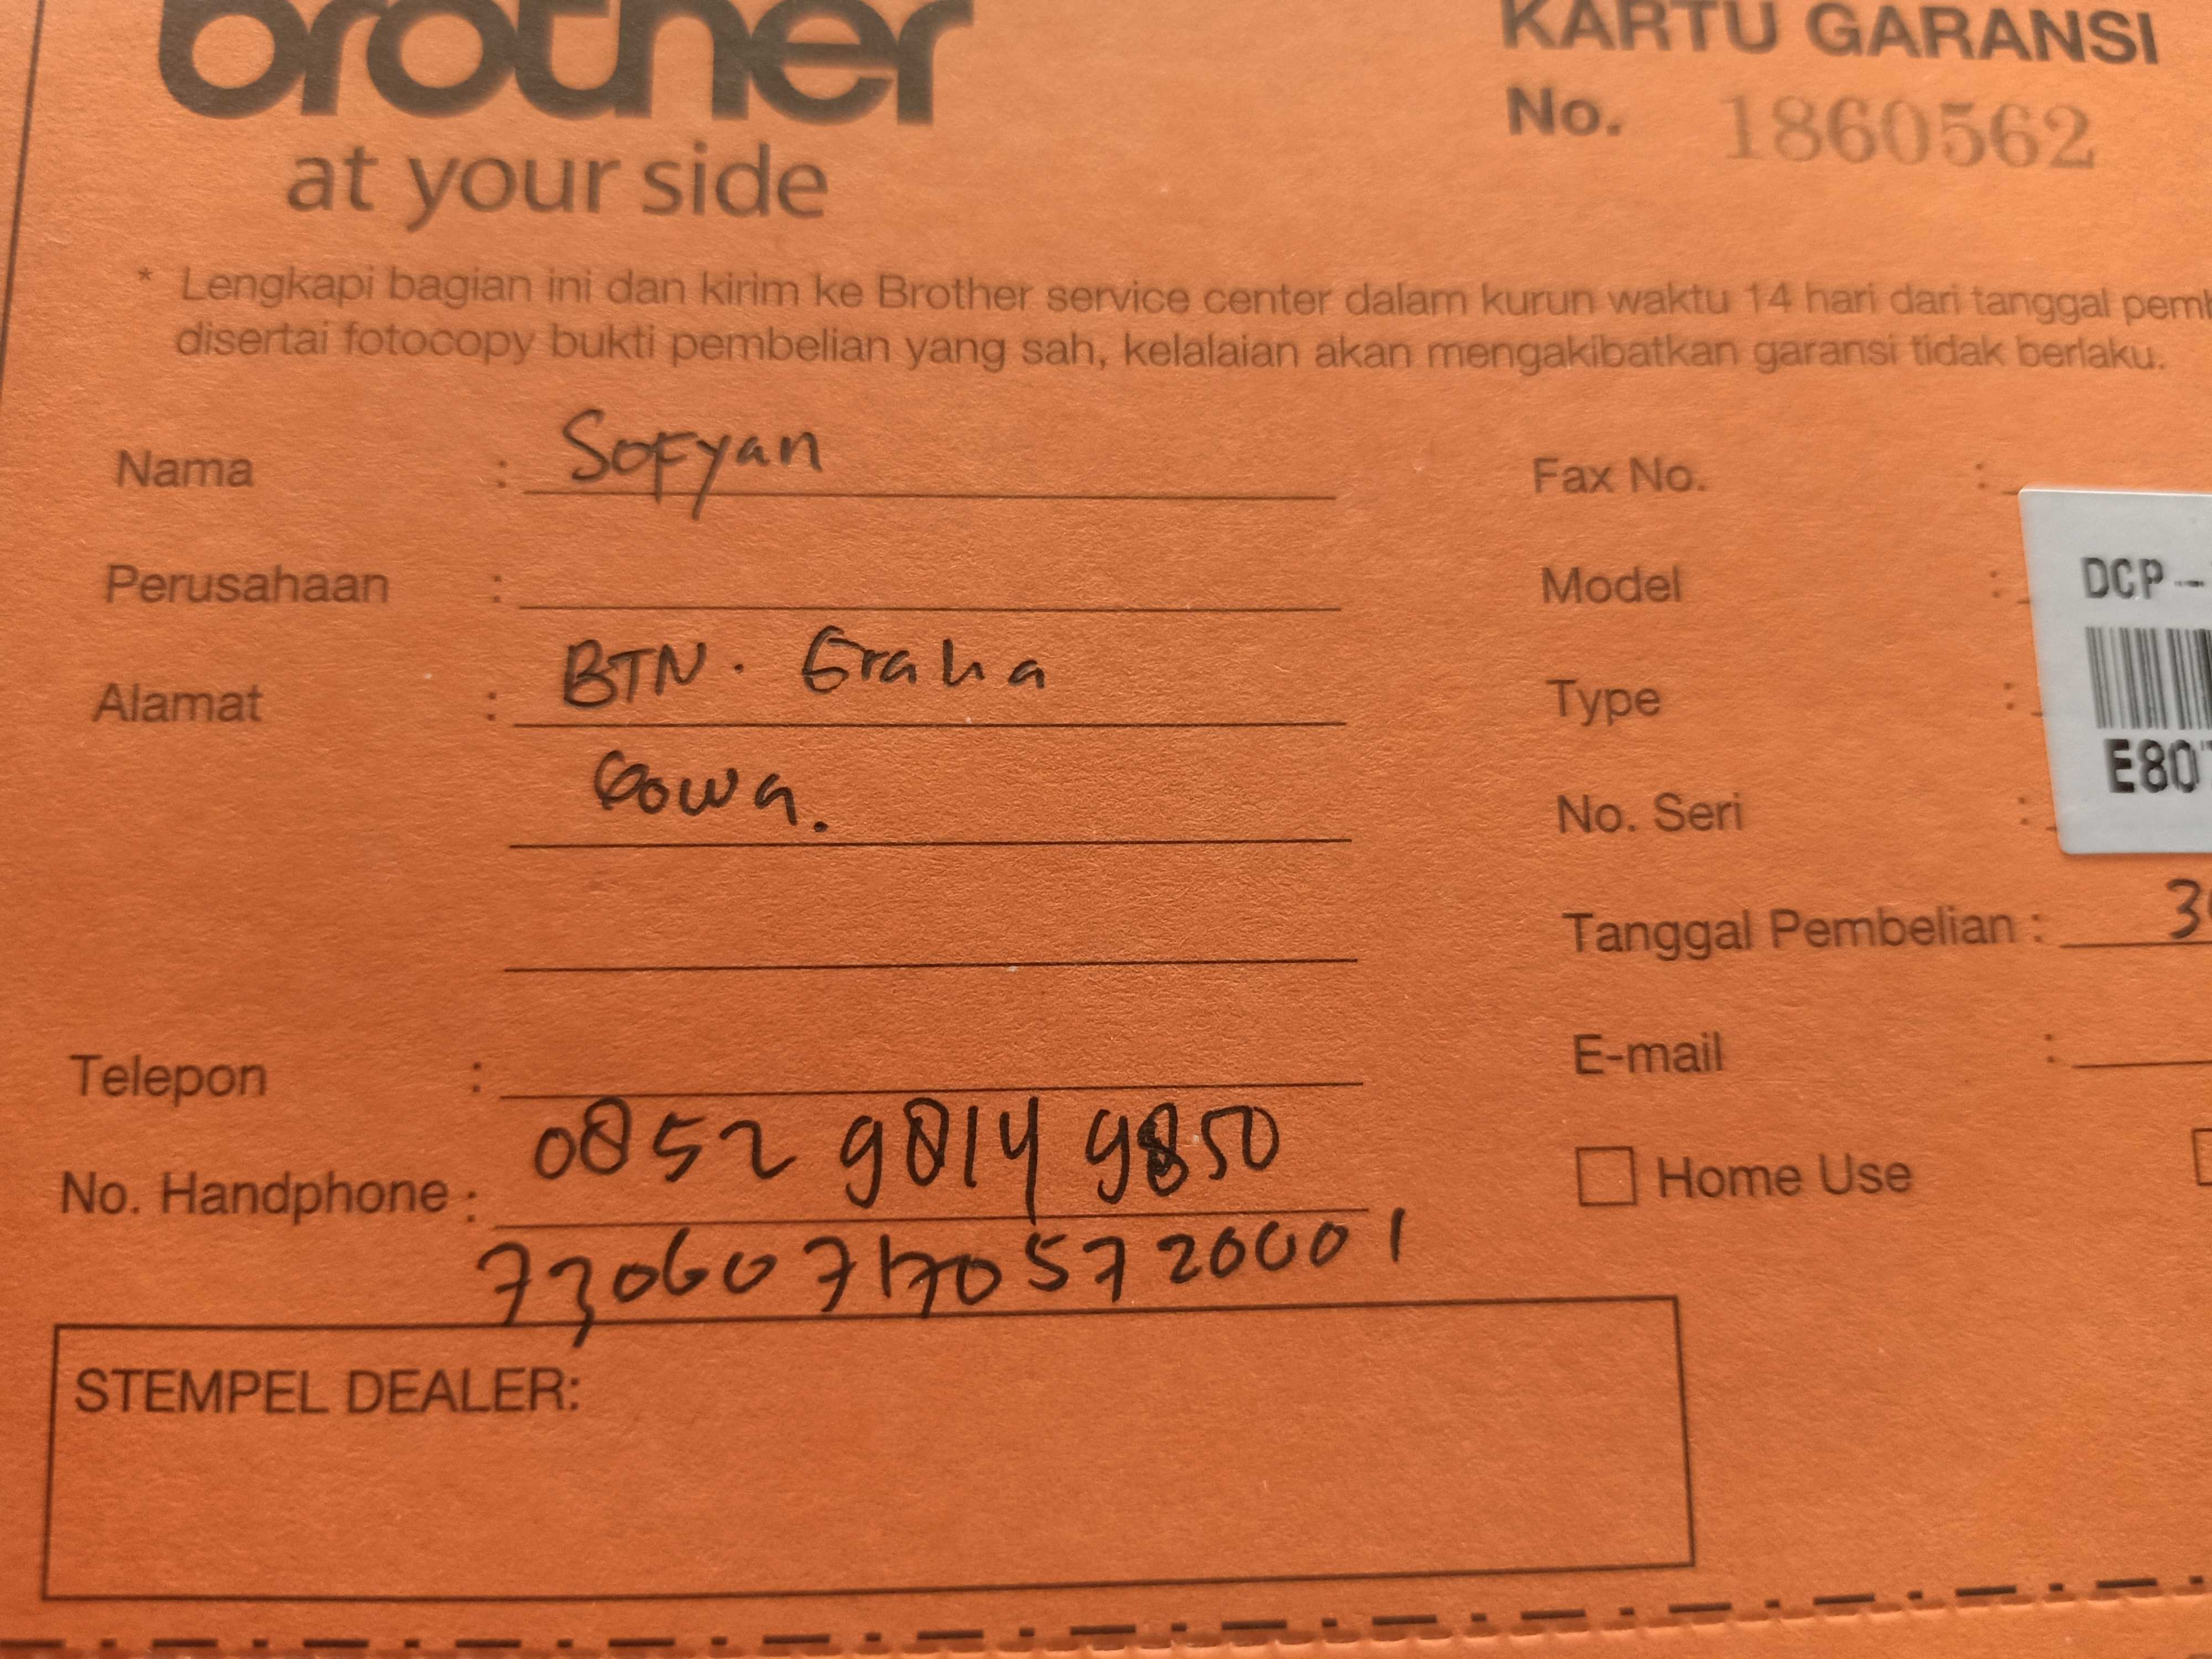 brother
at your side
KARTU GARANSI
No. 1860562
* Lengkapi bagian ini dan kirim ke Brother service center dalam kurun waktu 14 hari dari tanggal
disertai fotocopy bukti pembelian yang sah, kelalaian akan mengakibatkan garansi tidak berlaku.
Nama : Sofyan
Perusahaan :
Alamat : BTN. Graha
Gowa.
Telepon :
No. Handphone : 0852 9814 9850
7306071705720001
STEMPEL DEALER:
Fax No. :
Model : DCP-
Type :
E80
No. Seri :
Tanggal Pembelian : 3
E-mail :
Home Use